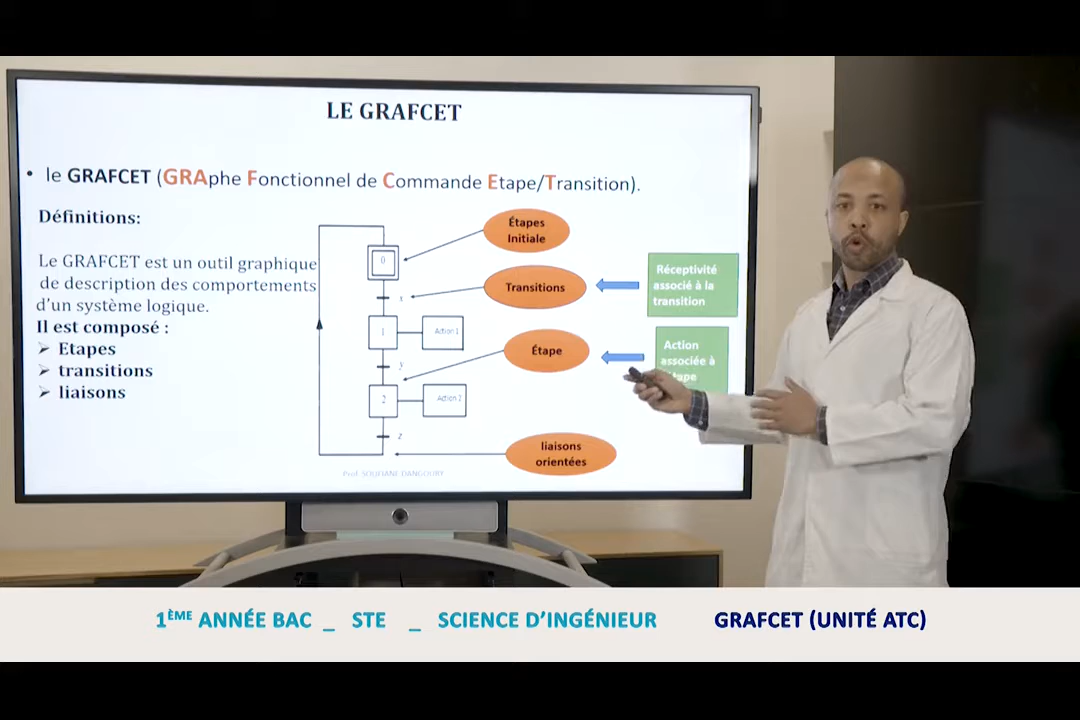 LE GRAFCET
• le GRAFCET (GRAphe Fonctionnel de Commande Etape/Transition).
Définitions:
Le GRAFCET est un outil graphique
de description des comportements
d'un système logique.
Il est composé :
➢ Etapes
➢ transitions
➢ liaisons
0
x
1
Action 1
y
2
Action 2
z
Étapes
Initiale
Transitions
Étape
liaisons
orientées
Réceptivité
associé à la
transition
Action
associée à
Prof. SOUFIANE DANGOURY
1ÈME ANNÉE BAC _ STE _ SCIENCE D'INGÉNIEUR GRAFCET (UNITÉ ATC)